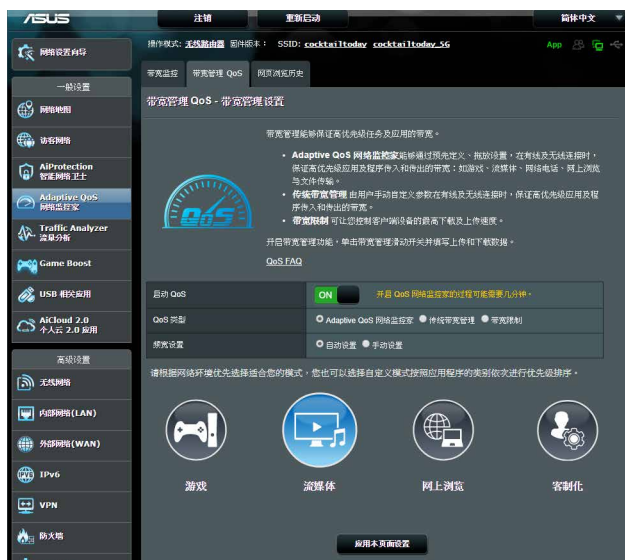 ASUS
注销
重新启动
简体中文
操作模式: 无线路由器 固件版本: SSID: cocktailtoday cocktailtoday_5G
App
网络设置向导
一般设置
网络地图
访客网络
AiProtection
智能网络卫士
Adaptive QoS
网络监控家
Traffic Analyzer
流量分析
Game Boost
USB 相关应用
AiCloud 2.0
个人云 2.0 应用
高级设置
无线网络
内部网络(LAN)
外部网络(WAN)
IPv6
VPN
防火墙
带宽监控
带宽管理 QoS
网页浏览历史
带宽管理 QoS - 带宽管理设置
QoS
带宽管理能够保证高优先级任务及应用的带宽。
• Adaptive QoS 网络监控家能够通过预先定义、拖放设置,在有线及无线连接时,
保证高优先级应用及程序传入和传出的带宽:如游戏、流媒体、网络电话、网上浏览
与文件传输。
• 传统带宽管理 由用户手动自定义参数在有线及无线连接时,保证高优先级应用及程
序传入和传出的带宽。
• 带宽限制 可让您控制客户端设备的最高下载及上传速度。
开启带宽管理功能,单击带宽管理滑动开关并填写上传和下载数据。
QoS FAQ
启动 QoS
ON
开启 QoS 网络监控家的过程可能需要几分钟。
QoS 类型
Adaptive QoS 网络监控家 传统带宽管理 带宽限制
频宽设置
自动设置 手动设置
请根据网络环境优先选择适合您的模式,您也可以选择自定义模式按照应用程序的类别依次进行优先级排序。
游戏
流媒体
网上浏览
客制化
应用本页面设置